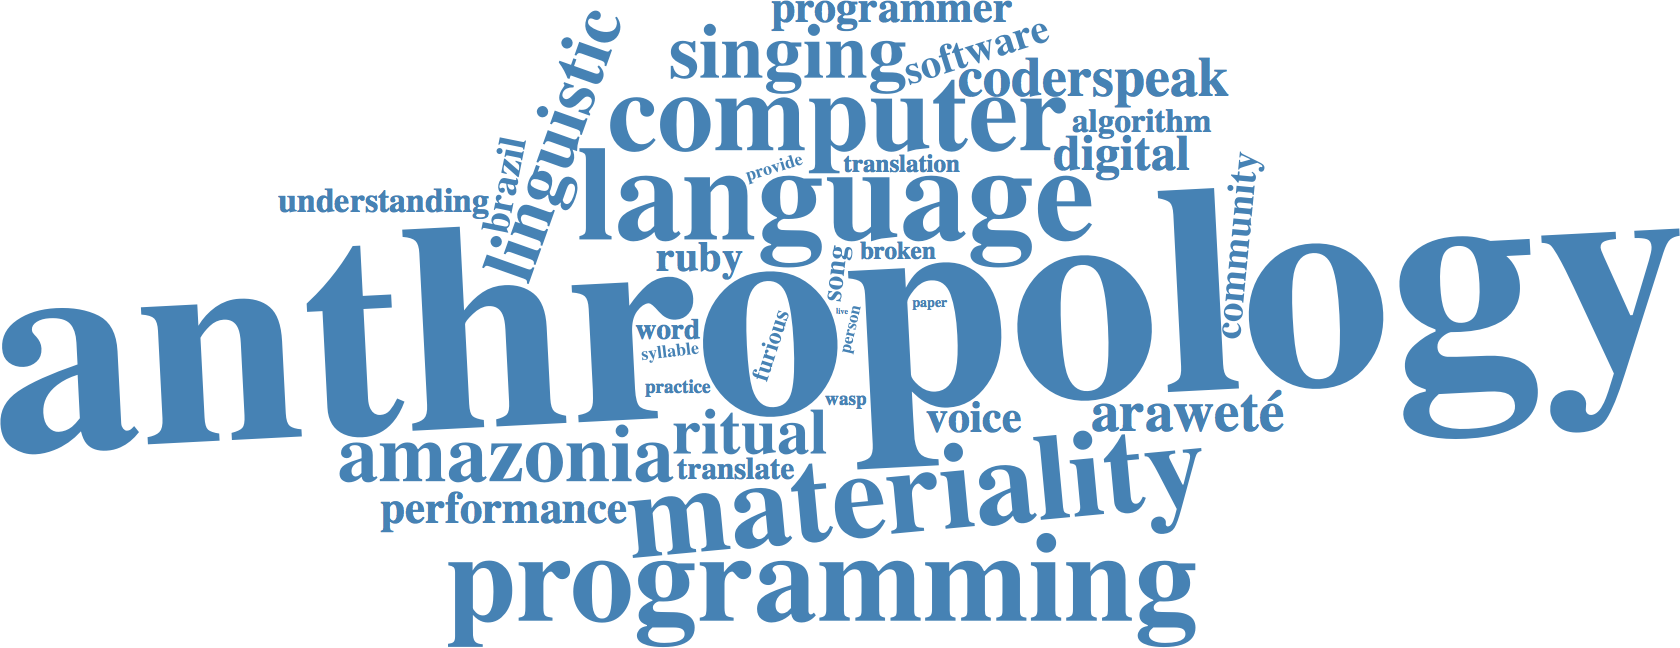 programmer
singing
software
linguistic
coderspeak
computer
algorithm
digital
brazil
provide
translation
language
community
understanding
ruby
song
broken
anthropology
live
paper
word
furious
person
syllable
practice
wasp
ritual
voice
araweté
amazonia
translate
materiality
performance
programming